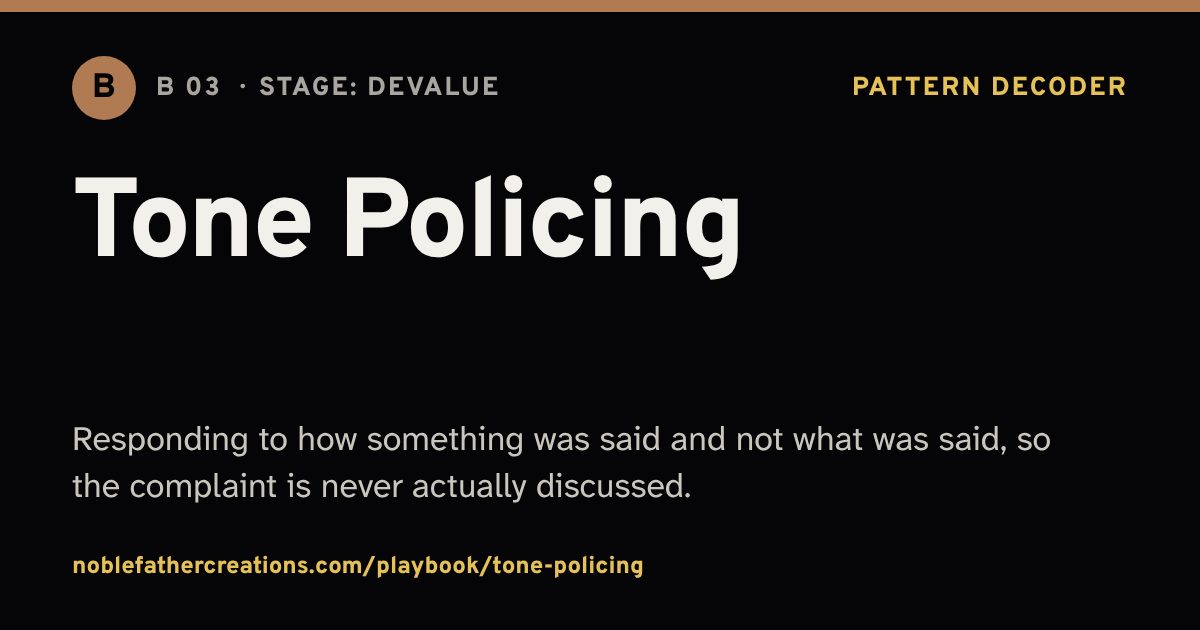 B
B 03 · STAGE: DEVALUE
PATTERN DECODER
Tone Policing
Responding to how something was said and not what was said, so
the complaint is never actually discussed.
noblefathercreations.com/playbook/tone-policing